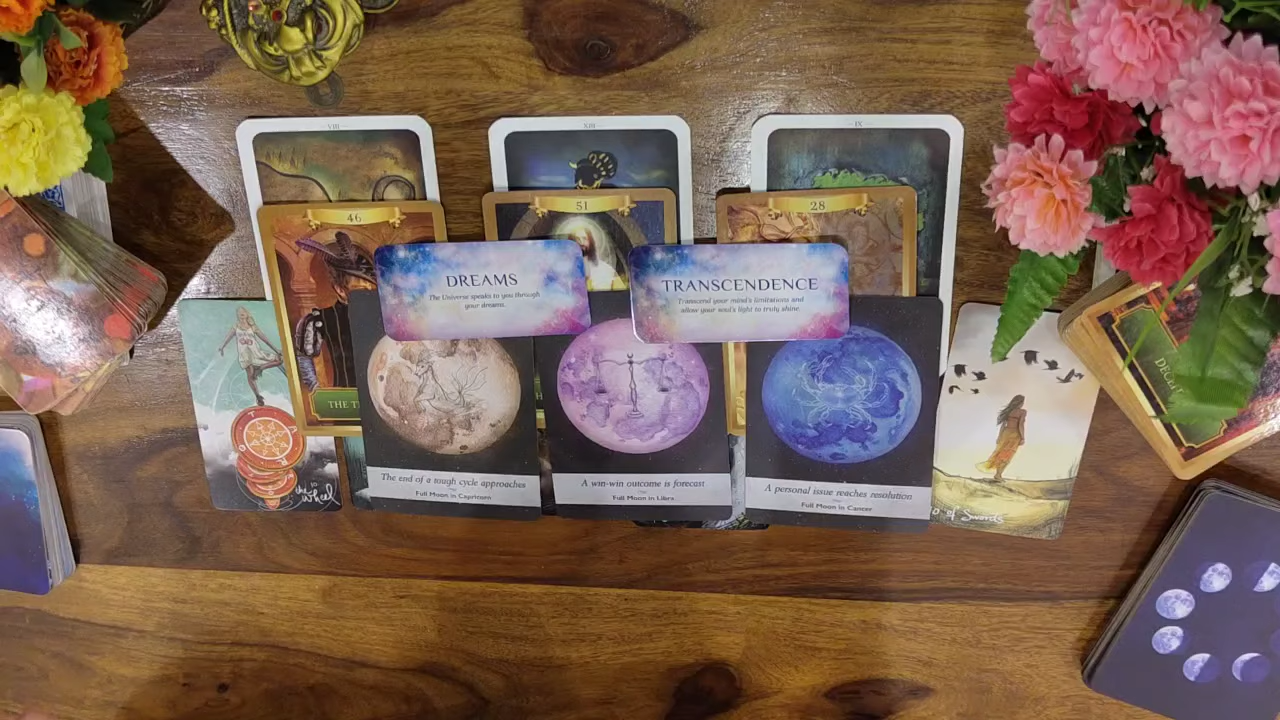 VIII
XIII
IX
46
51
28
DREAMS
The Universe speaks to you through
your dreams.
TRANSCENDENCE
Transcend your mind's limitations and
allow your soul's light to truly shine.
THE
10
the wheel
of Swords
The end of a tough cycle approaches
Full Moon in Capricorn
A win-win outcome is forecast
Full Moon in Libra
A personal issue reaches resolution
Full Moon in Cancer